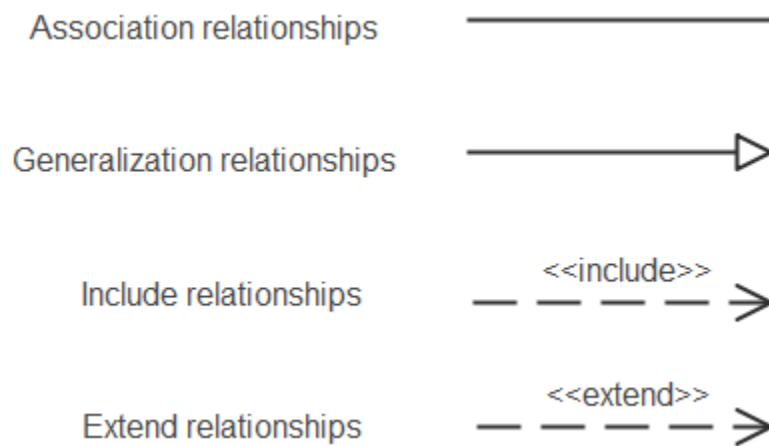 Association relationships
Generalization relationships
<<include>>
Include relationships
<<extend>>
Extend relationships